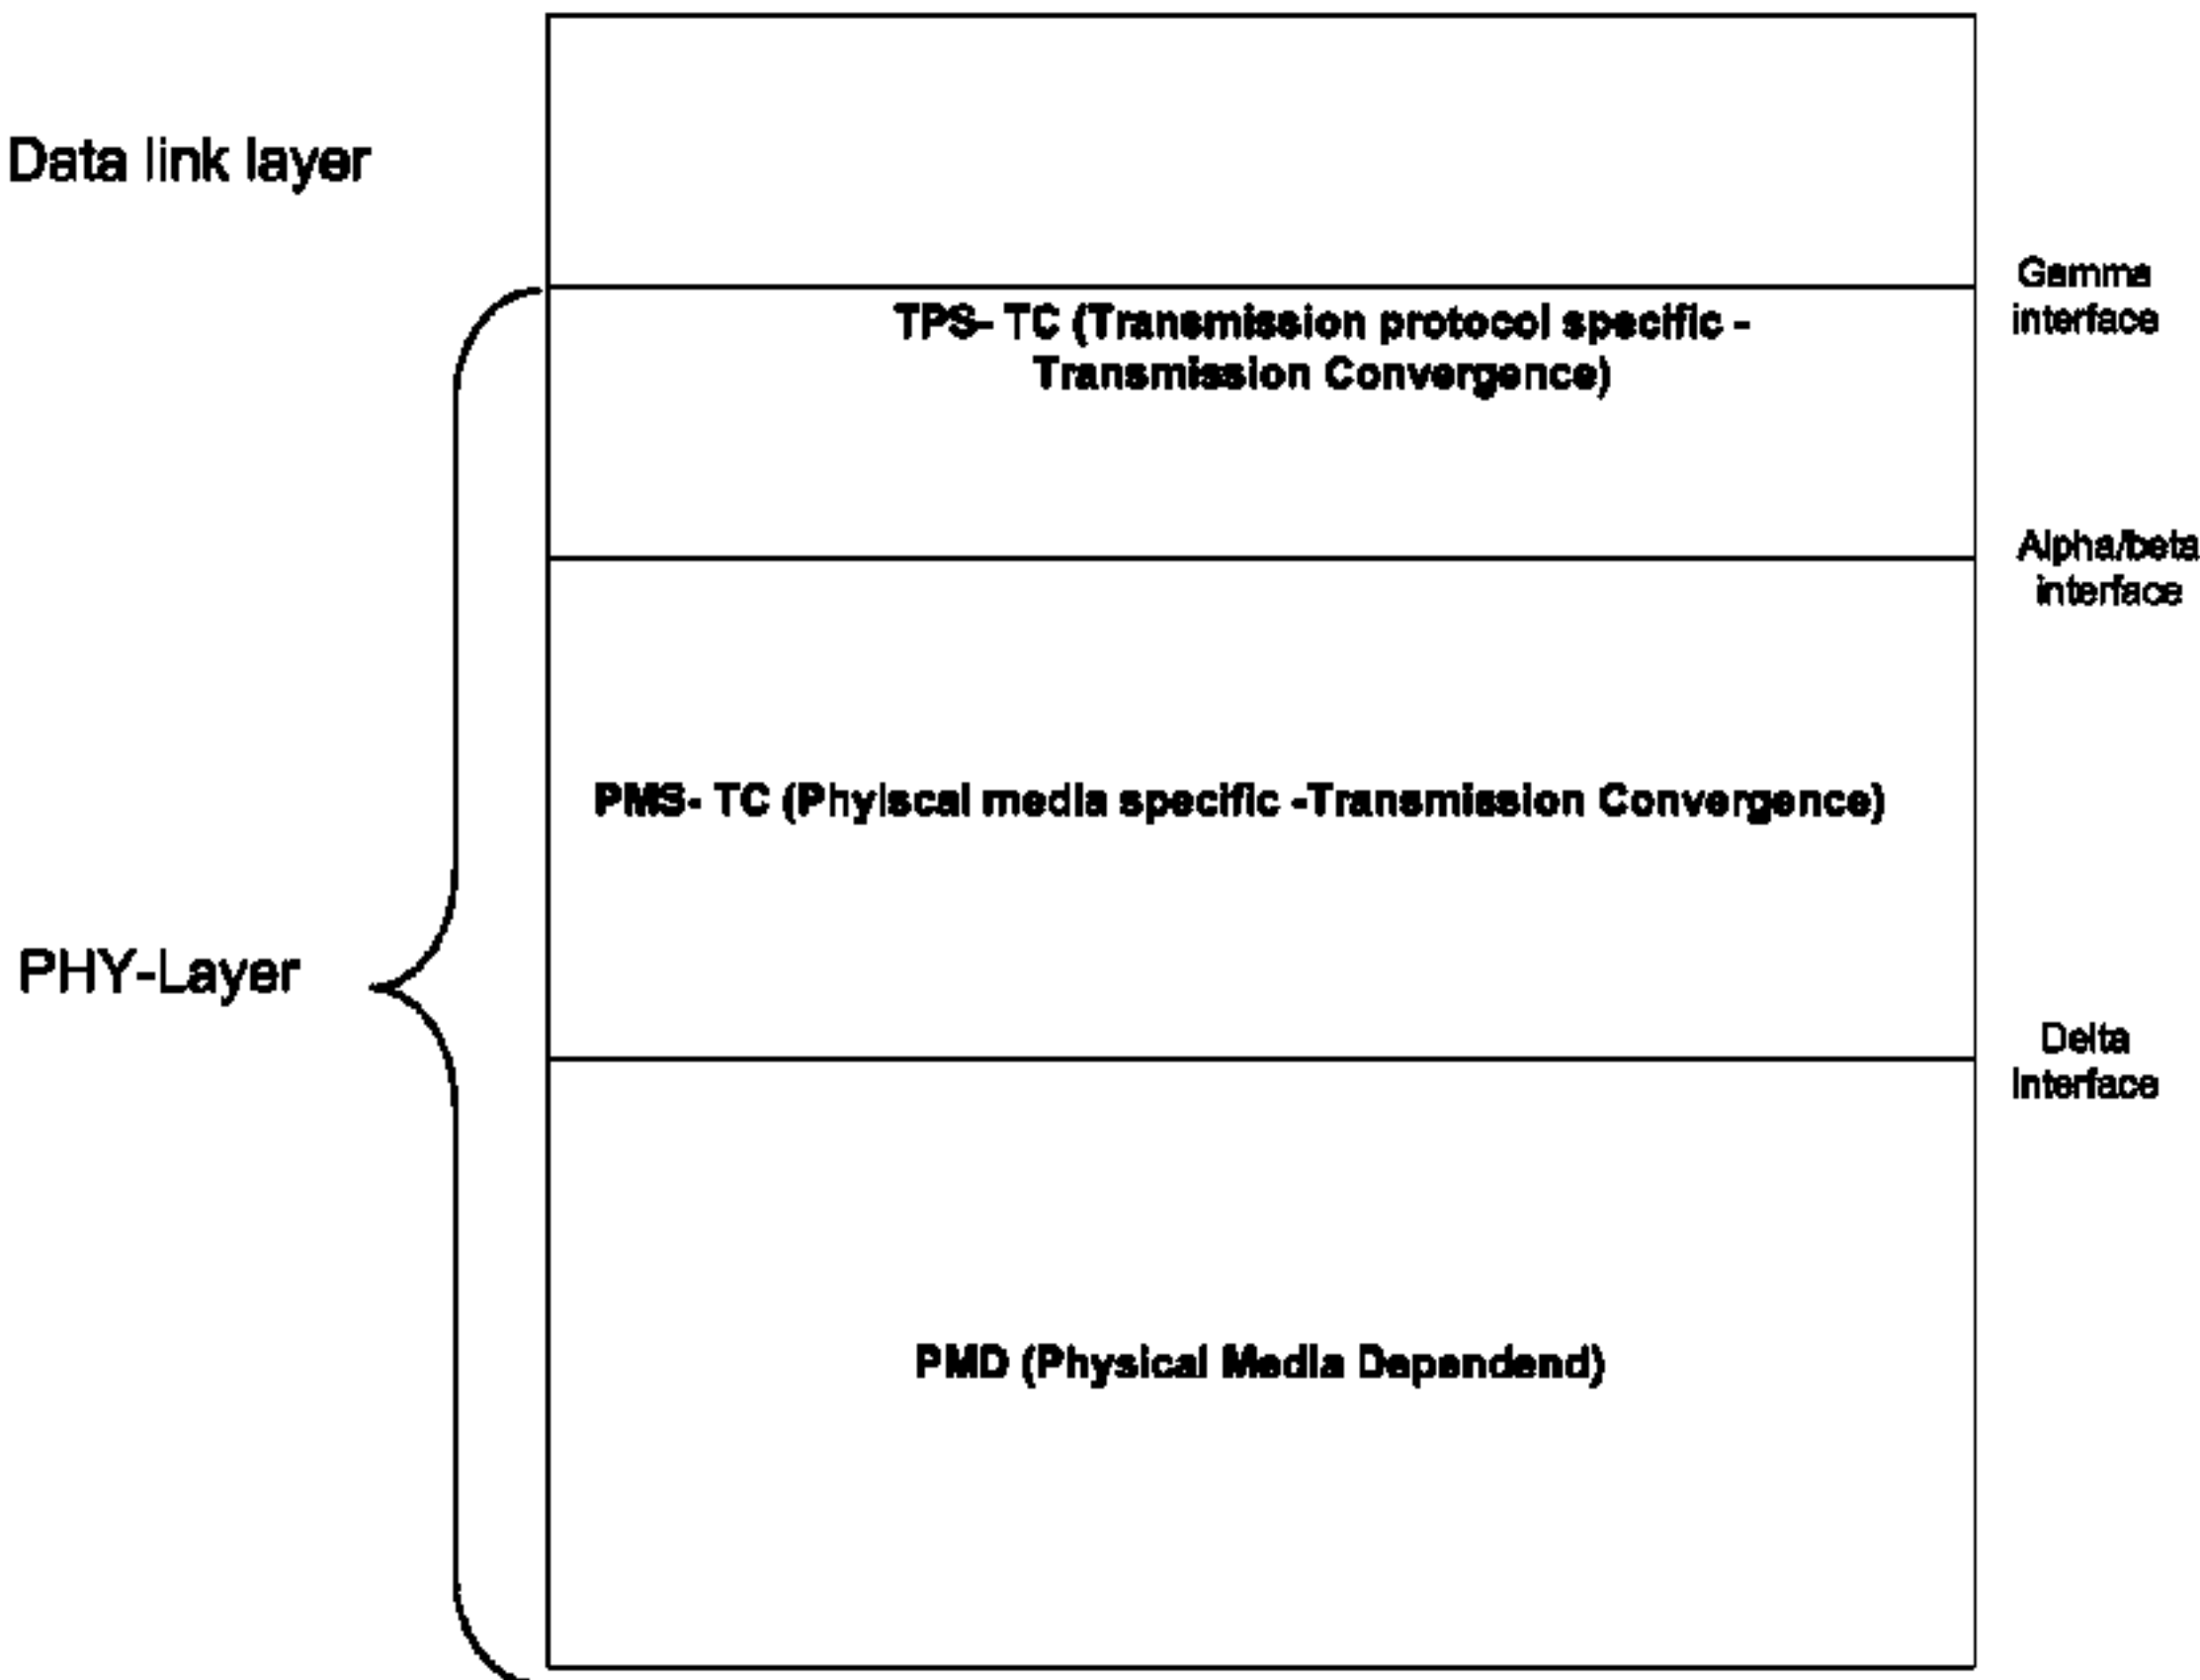 Data link layer
Gamma
interface
TPS- TC (Transmission protocol specific -
Transmission Convergence)
Alpha/beta
interface
PMS- TC (Phyiscal media specific -Transmission Convergence)
PHY-Layer
Delta
Interface
PMD (Physical Media Dependend)